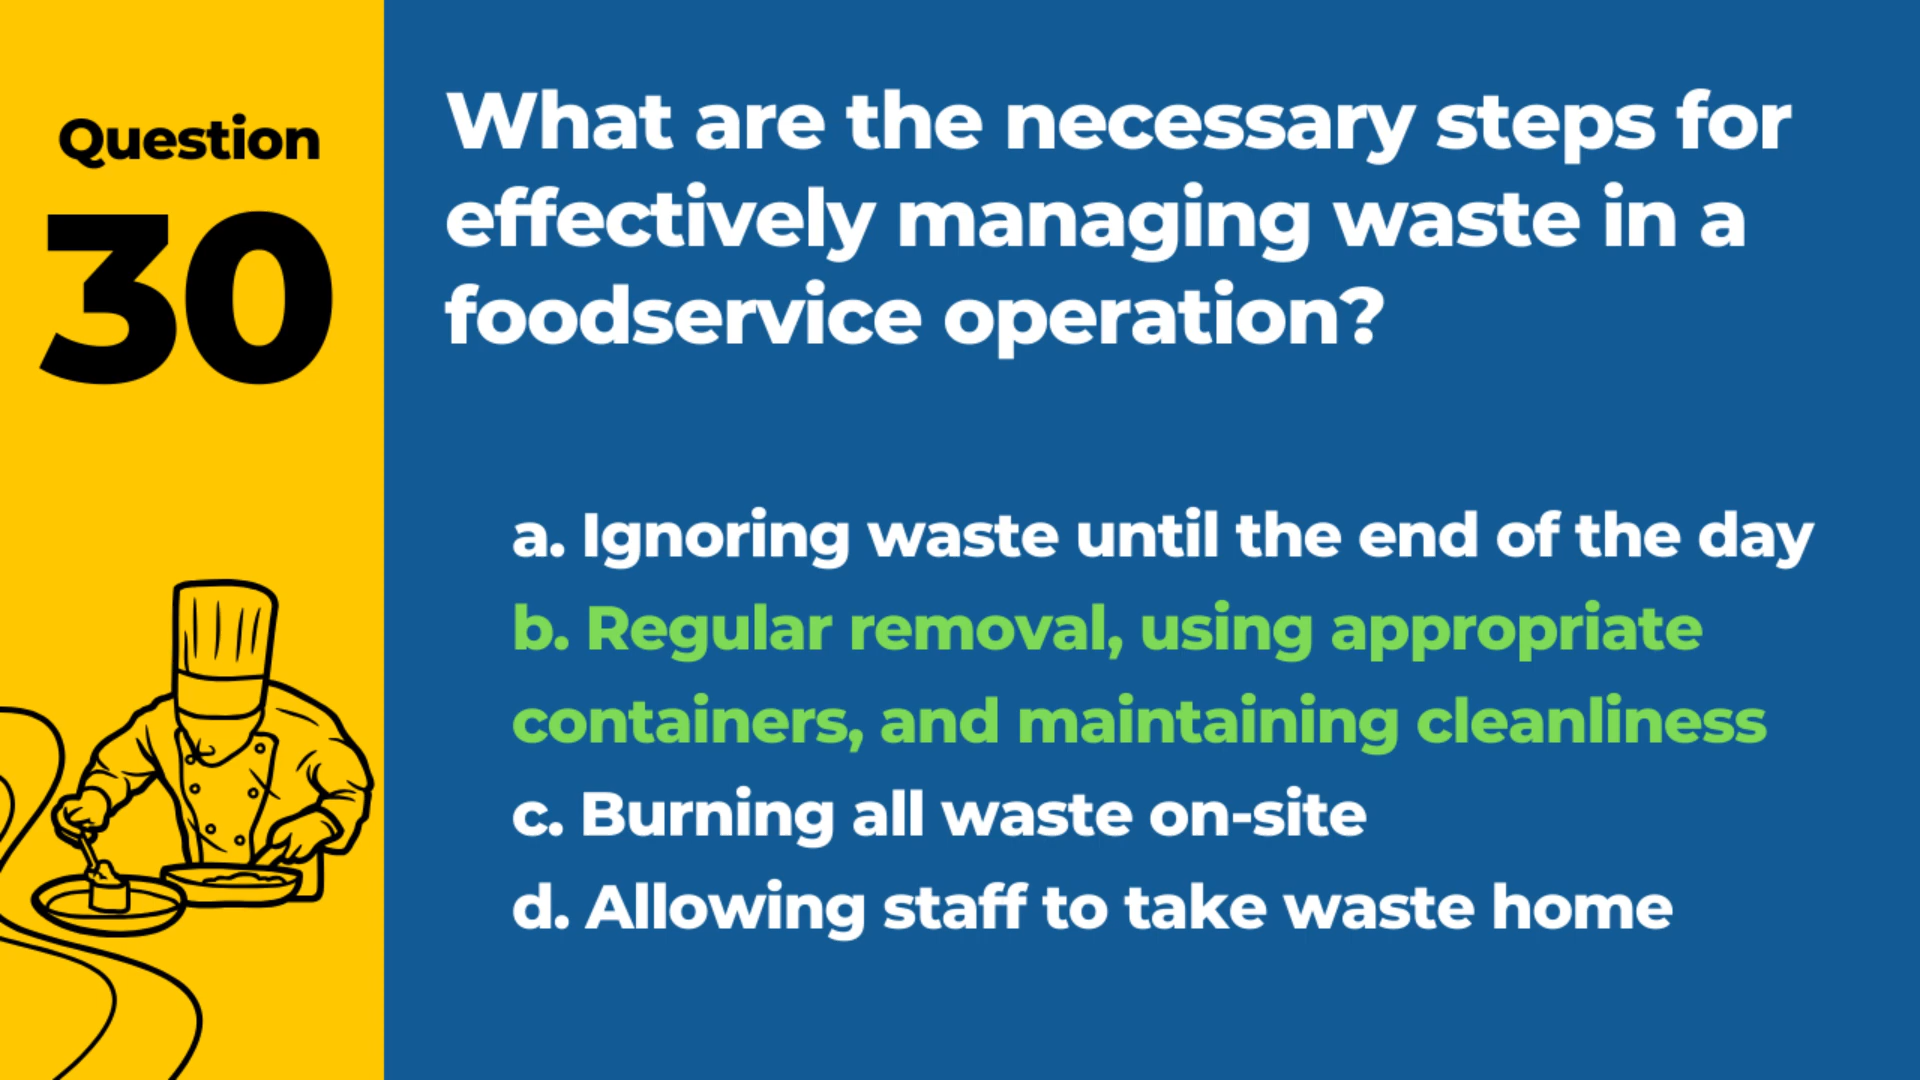 Question
30
What are the necessary steps for
effectively managing waste in a
foodservice operation?
a. Ignoring waste until the end of the day
b. Regular removal, using appropriate
containers, and maintaining cleanliness
c. Burning all waste on-site
d. Allowing staff to take waste home